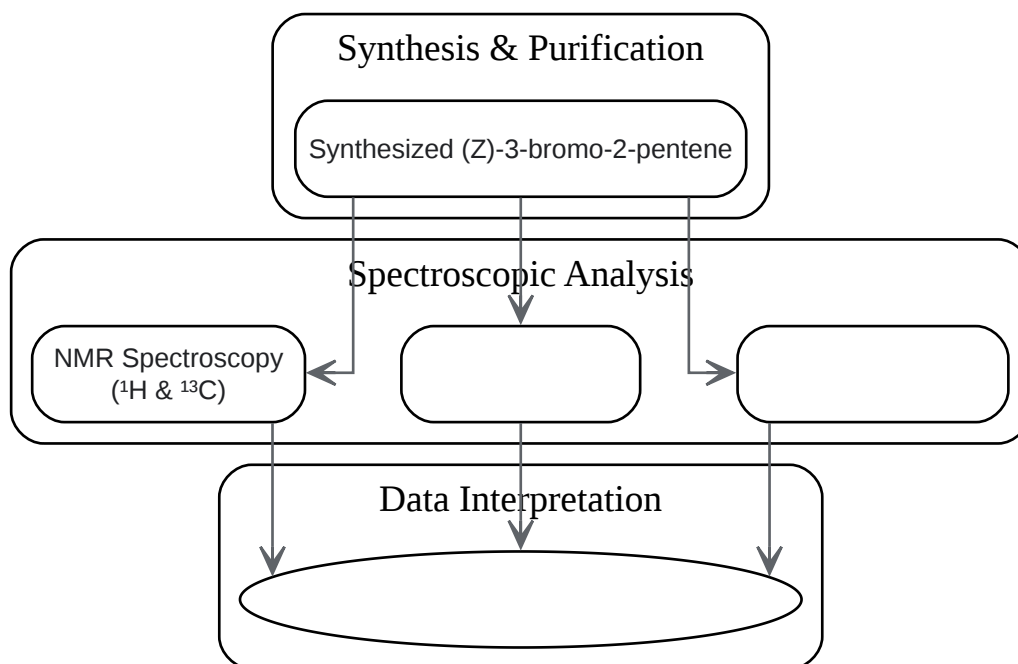 Synthesis & Purification
Synthesized (Z)-3-bromo-2-pentene
Spectroscopic Analysis
NMR Spectroscopy
(¹H & ¹³C)
Data Interpretation